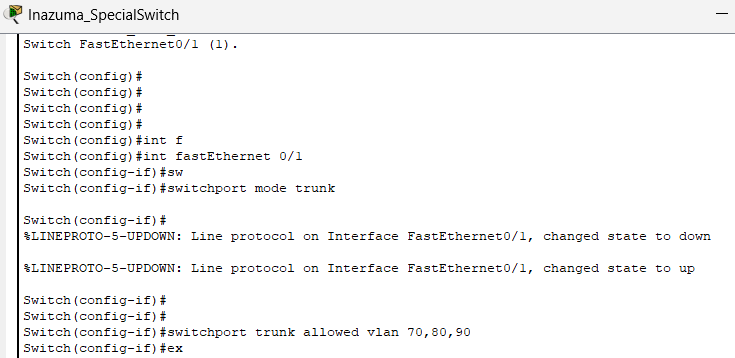 Inazuma_SpecialSwitch
Switch FastEthernet0/1 (1).
Switch(config)#
Switch(config)#
Switch(config)#
Switch(config)#
Switch(config)#int f
Switch(config)#int fastEthernet 0/1
Switch(config-if)#sw
Switch(config-if)#switchport mode trunk
Switch(config-if)#
%LINEPROTO-5-UPDOWN: Line protocol on Interface FastEthernet0/1, changed state to down
%LINEPROTO-5-UPDOWN: Line protocol on Interface FastEthernet0/1, changed state to up
Switch(config-if)#
Switch(config-if)#
Switch(config-if)#switchport trunk allowed vlan 70,80,90
Switch(config-if)#ex